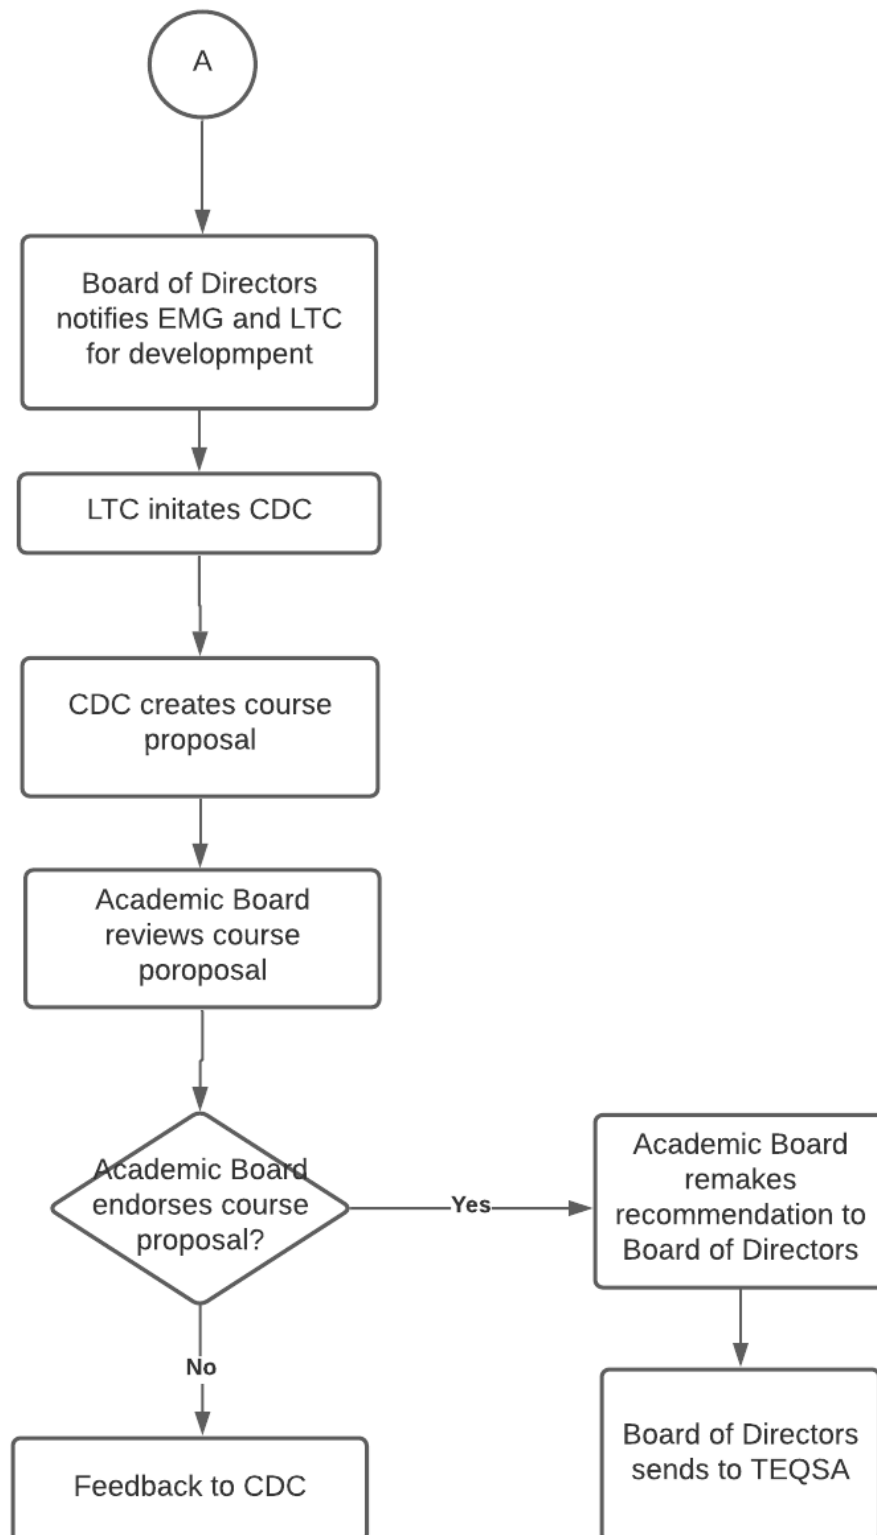 A
Board of Directors
notifies EMG and LTC
for developmpent
LTC initates CDC
CDC creates course
proposal
Academic Board
reviews course
poroposal
Academic Board
endorses course
proposal?
Yes
Academic Board
remakes
recommendation to
Board of Directors
No
Board of Directors
sends to TEQSA
Feedback to CDC